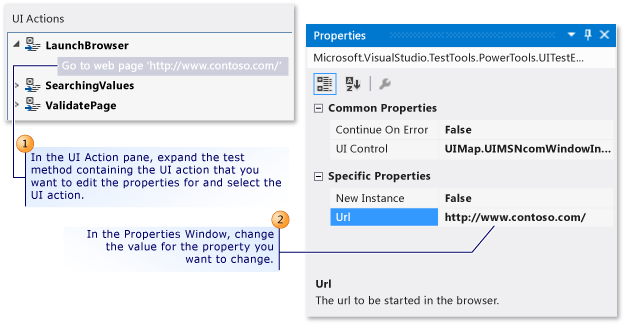 UI Actions
LaunchBrowser
Go to web page 'http://www.contoso.com/'
SearchingValues
ValidatePage
1
In the UI Action pane, expand the test
method containing the UI action that you
want to edit the properties for and select the
UI action.
2
In the Properties Window, change
the value for the property you
want to change.
Properties
Microsoft.VisualStudio.TestTools.PowerTools.UITestE...
Common Properties
Continue On Error False
UI Control UIMap.UIMSNcomWindowIn...
Specific Properties
New Instance False
Url http://www.contoso.com/
Url
The url to be started in the browser.